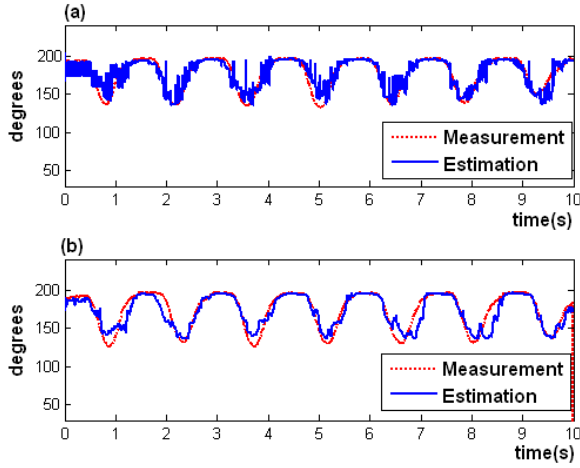 (a)
degrees
200
150
100
50
Measurement
Estimation
0 1 2 3 4 5 6 7 8 9 10
time(s)
(b)
degrees
200
150
100
50
Measurement
Estimation
0 1 2 3 4 5 6 7 8 9 10
time(s)